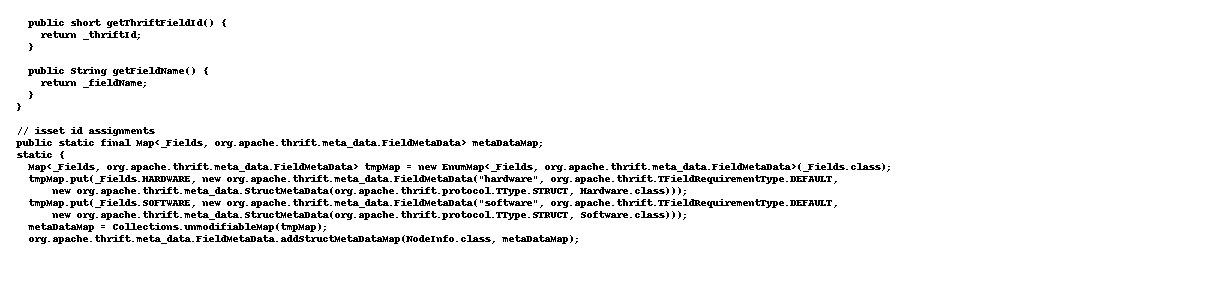 public short getThriftFieldId() {
return _thriftId;
}
public String getFieldName() {
return _fieldName;
}
}
// isset id assignments
public static final Map<_Fields, org.apache.thrift.meta_data.FieldMetaData> metaDataMap;
static {
Map<_Fields, org.apache.thrift.meta_data.FieldMetaData> tmpMap = new EnumMap<_Fields, org.apache.thrift.meta_data.FieldMetaData>(_Fields.class);
tmpMap.put(_Fields.HARDWARE, new org.apache.thrift.meta_data.FieldMetaData("hardware", org.apache.thrift.TFieldRequirementType.DEFAULT,
new org.apache.thrift.meta_data.StructMetaData(org.apache.thrift.protocol.TType.STRUCT, Hardware.class)));
tmpMap.put(_Fields.SOFTWARE, new org.apache.thrift.meta_data.FieldMetaData("software", org.apache.thrift.TFieldRequirementType.DEFAULT,
new org.apache.thrift.meta_data.StructMetaData(org.apache.thrift.protocol.TType.STRUCT, Software.class)));
metaDataMap = Collections.unmodifiableMap(tmpMap);
org.apache.thrift.meta_data.FieldMetaData.addStructMetaDataMap(NodeInfo.class, metaDataMap);